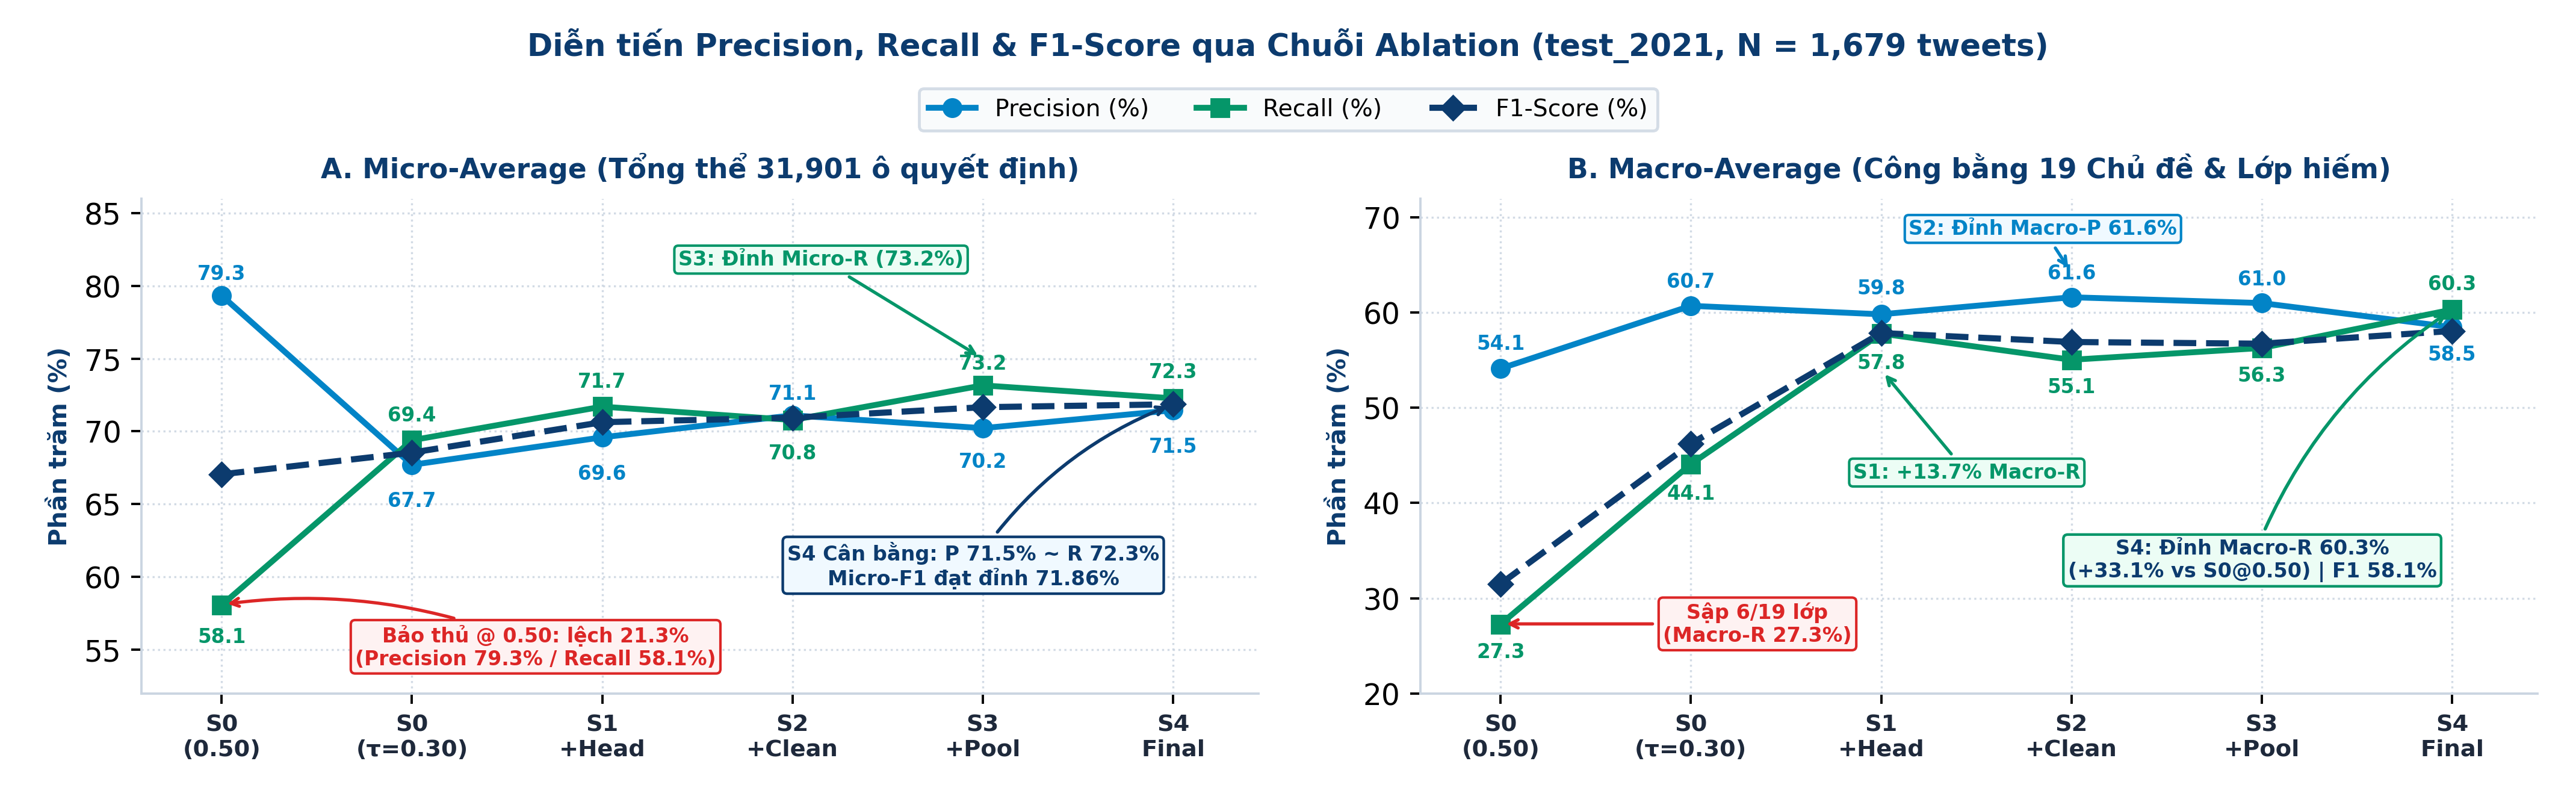 Diễn tiến Precision, Recall & F1-Score qua Chuỗi Ablation (test_2021, N = 1,679 tweets)
Precision (%)
Recall (%)
F1-Score (%)
A. Micro-Average (Tổng thể 31,901 ô quyết định)
Phần trăm (%)
85
80
75
70
65
60
55
79.3
58.1
69.4
67.7
71.7
69.6
71.1
70.8
73.2
70.2
72.3
71.5
S3: Đỉnh Micro-R (73.2%)
S4 Cân bằng: P 71.5% ~ R 72.3%
Micro-F1 đạt đỉnh 71.86%
Bảo thủ @ 0.50: lệch 21.3%
(Precision 79.3% / Recall 58.1%)
S0
(0.50)
S0
(τ=0.30)
S1
+Head
S2
+Clean
S3
+Pool
S4
Final
B. Macro-Average (Công bằng 19 Chủ đề & Lớp hiếm)
Phần trăm (%)
70
60
50
40
30
20
54.1
27.3
60.7
44.1
59.8
57.8
61.6
55.1
61.0
56.3
60.3
58.5
S2: Đỉnh Macro-P 61.6%
S1: +13.7% Macro-R
S4: Đỉnh Macro-R 60.3%
(+33.1% vs S0@0.50) | F1 58.1%
Sập 6/19 lớp
(Macro-R 27.3%)
S0
(0.50)
S0
(τ=0.30)
S1
+Head
S2
+Clean
S3
+Pool
S4
Final